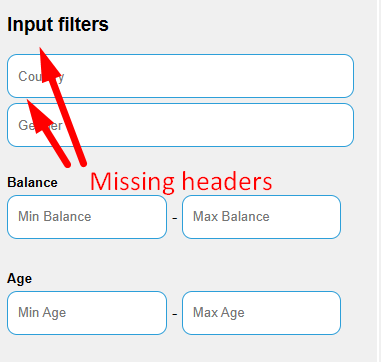 Input filters
Country
Gender
Missing headers
Balance
Min Balance - Max Balance
Age
Min Age - Max Age